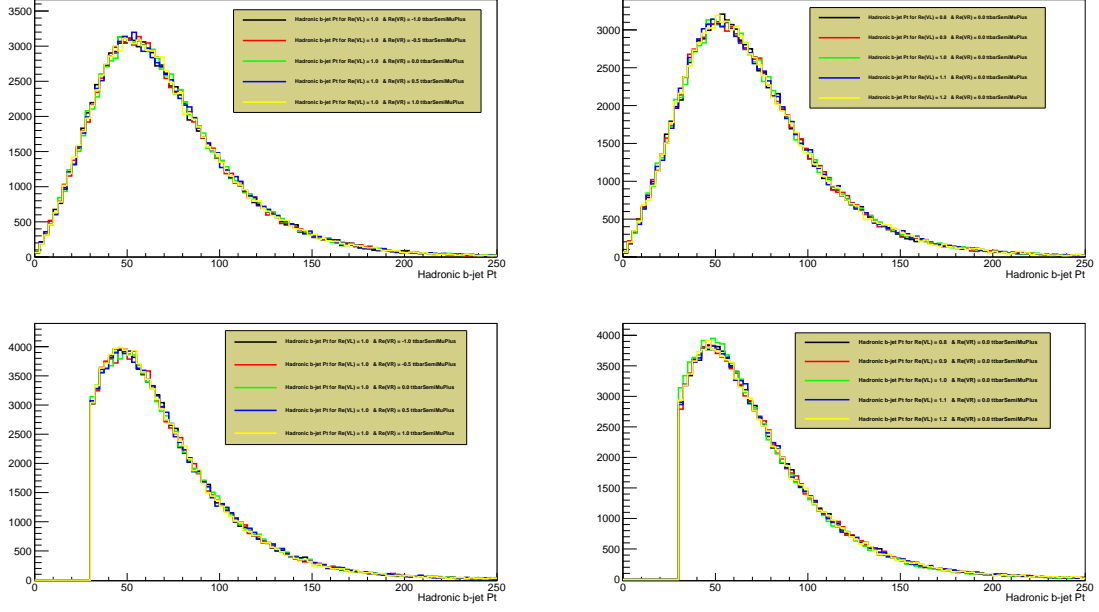 Hadronic b-jet Pt for Re(VL) = 1.0 & Re(VR) = -1.0 ttbarSemiMuPlus
Hadronic b-jet Pt for Re(VL) = 1.0 & Re(VR) = -0.5 ttbarSemiMuPlus
Hadronic b-jet Pt for Re(VL) = 1.0 & Re(VR) = 0.0 ttbarSemiMuPlus
Hadronic b-jet Pt for Re(VL) = 1.0 & Re(VR) = 0.5 ttbarSemiMuPlus
Hadronic b-jet Pt for Re(VL) = 1.0 & Re(VR) = 1.0 ttbarSemiMuPlus
3000
2500
2000
1500
1000
500
0
0 50 100 150 200 250
Hadronic b-jet Pt
Hadronic b-jet Pt for Re(VL) = 0.8 & Re(VR) = 0.0 ttbarSemiMuPlus
Hadronic b-jet Pt for Re(VL) = 0.9 & Re(VR) = 0.0 ttbarSemiMuPlus
Hadronic b-jet Pt for Re(VL) = 1.0 & Re(VR) = 0.0 ttbarSemiMuPlus
Hadronic b-jet Pt for Re(VL) = 1.1 & Re(VR) = 0.0 ttbarSemiMuPlus
Hadronic b-jet Pt for Re(VL) = 1.2 & Re(VR) = 0.0 ttbarSemiMuPlus
3000
2500
2000
1500
1000
500
0
0 50 100 150 200 250
Hadronic b-jet Pt
Hadronic b-jet Pt for Re(VL) = 1.0 & Re(VR) = -1.0 ttbarSemiMuPlus
Hadronic b-jet Pt for Re(VL) = 1.0 & Re(VR) = -0.5 ttbarSemiMuPlus
Hadronic b-jet Pt for Re(VL) = 1.0 & Re(VR) = 0.0 ttbarSemiMuPlus
Hadronic b-jet Pt for Re(VL) = 1.0 & Re(VR) = 0.5 ttbarSemiMuPlus
Hadronic b-jet Pt for Re(VL) = 1.0 & Re(VR) = 1.0 ttbarSemiMuPlus
4000
3500
3000
2500
2000
1500
1000
500
0
0 50 100 150 200 250
Hadronic b-jet Pt
Hadronic b-jet Pt for Re(VL) = 0.8 & Re(VR) = 0.0 ttbarSemiMuPlus
Hadronic b-jet Pt for Re(VL) = 0.9 & Re(VR) = 0.0 ttbarSemiMuPlus
Hadronic b-jet Pt for Re(VL) = 1.0 & Re(VR) = 0.0 ttbarSemiMuPlus
Hadronic b-jet Pt for Re(VL) = 1.1 & Re(VR) = 0.0 ttbarSemiMuPlus
Hadronic b-jet Pt for Re(VL) = 1.2 & Re(VR) = 0.0 ttbarSemiMuPlus
4000
3500
3000
2500
2000
1500
1000
500
0
0 50 100 150 200 250
Hadronic b-jet Pt